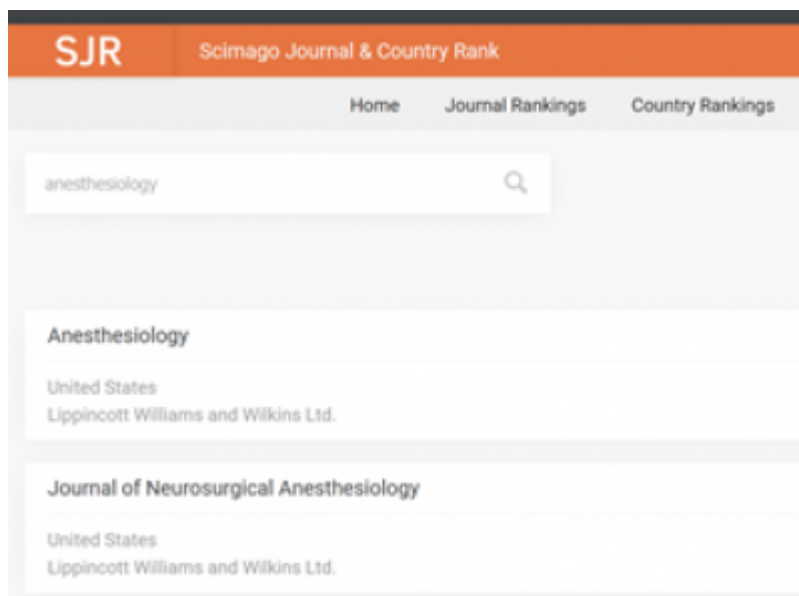 SJR Scimago Journal & Country Rank
Home Journal Rankings Country Rankings
anesthesiology
Anesthesiology
United States
Lippincott Williams and Wilkins Ltd.
Journal of Neurosurgical Anesthesiology
United States
Lippincott Williams and Wilkins Ltd.